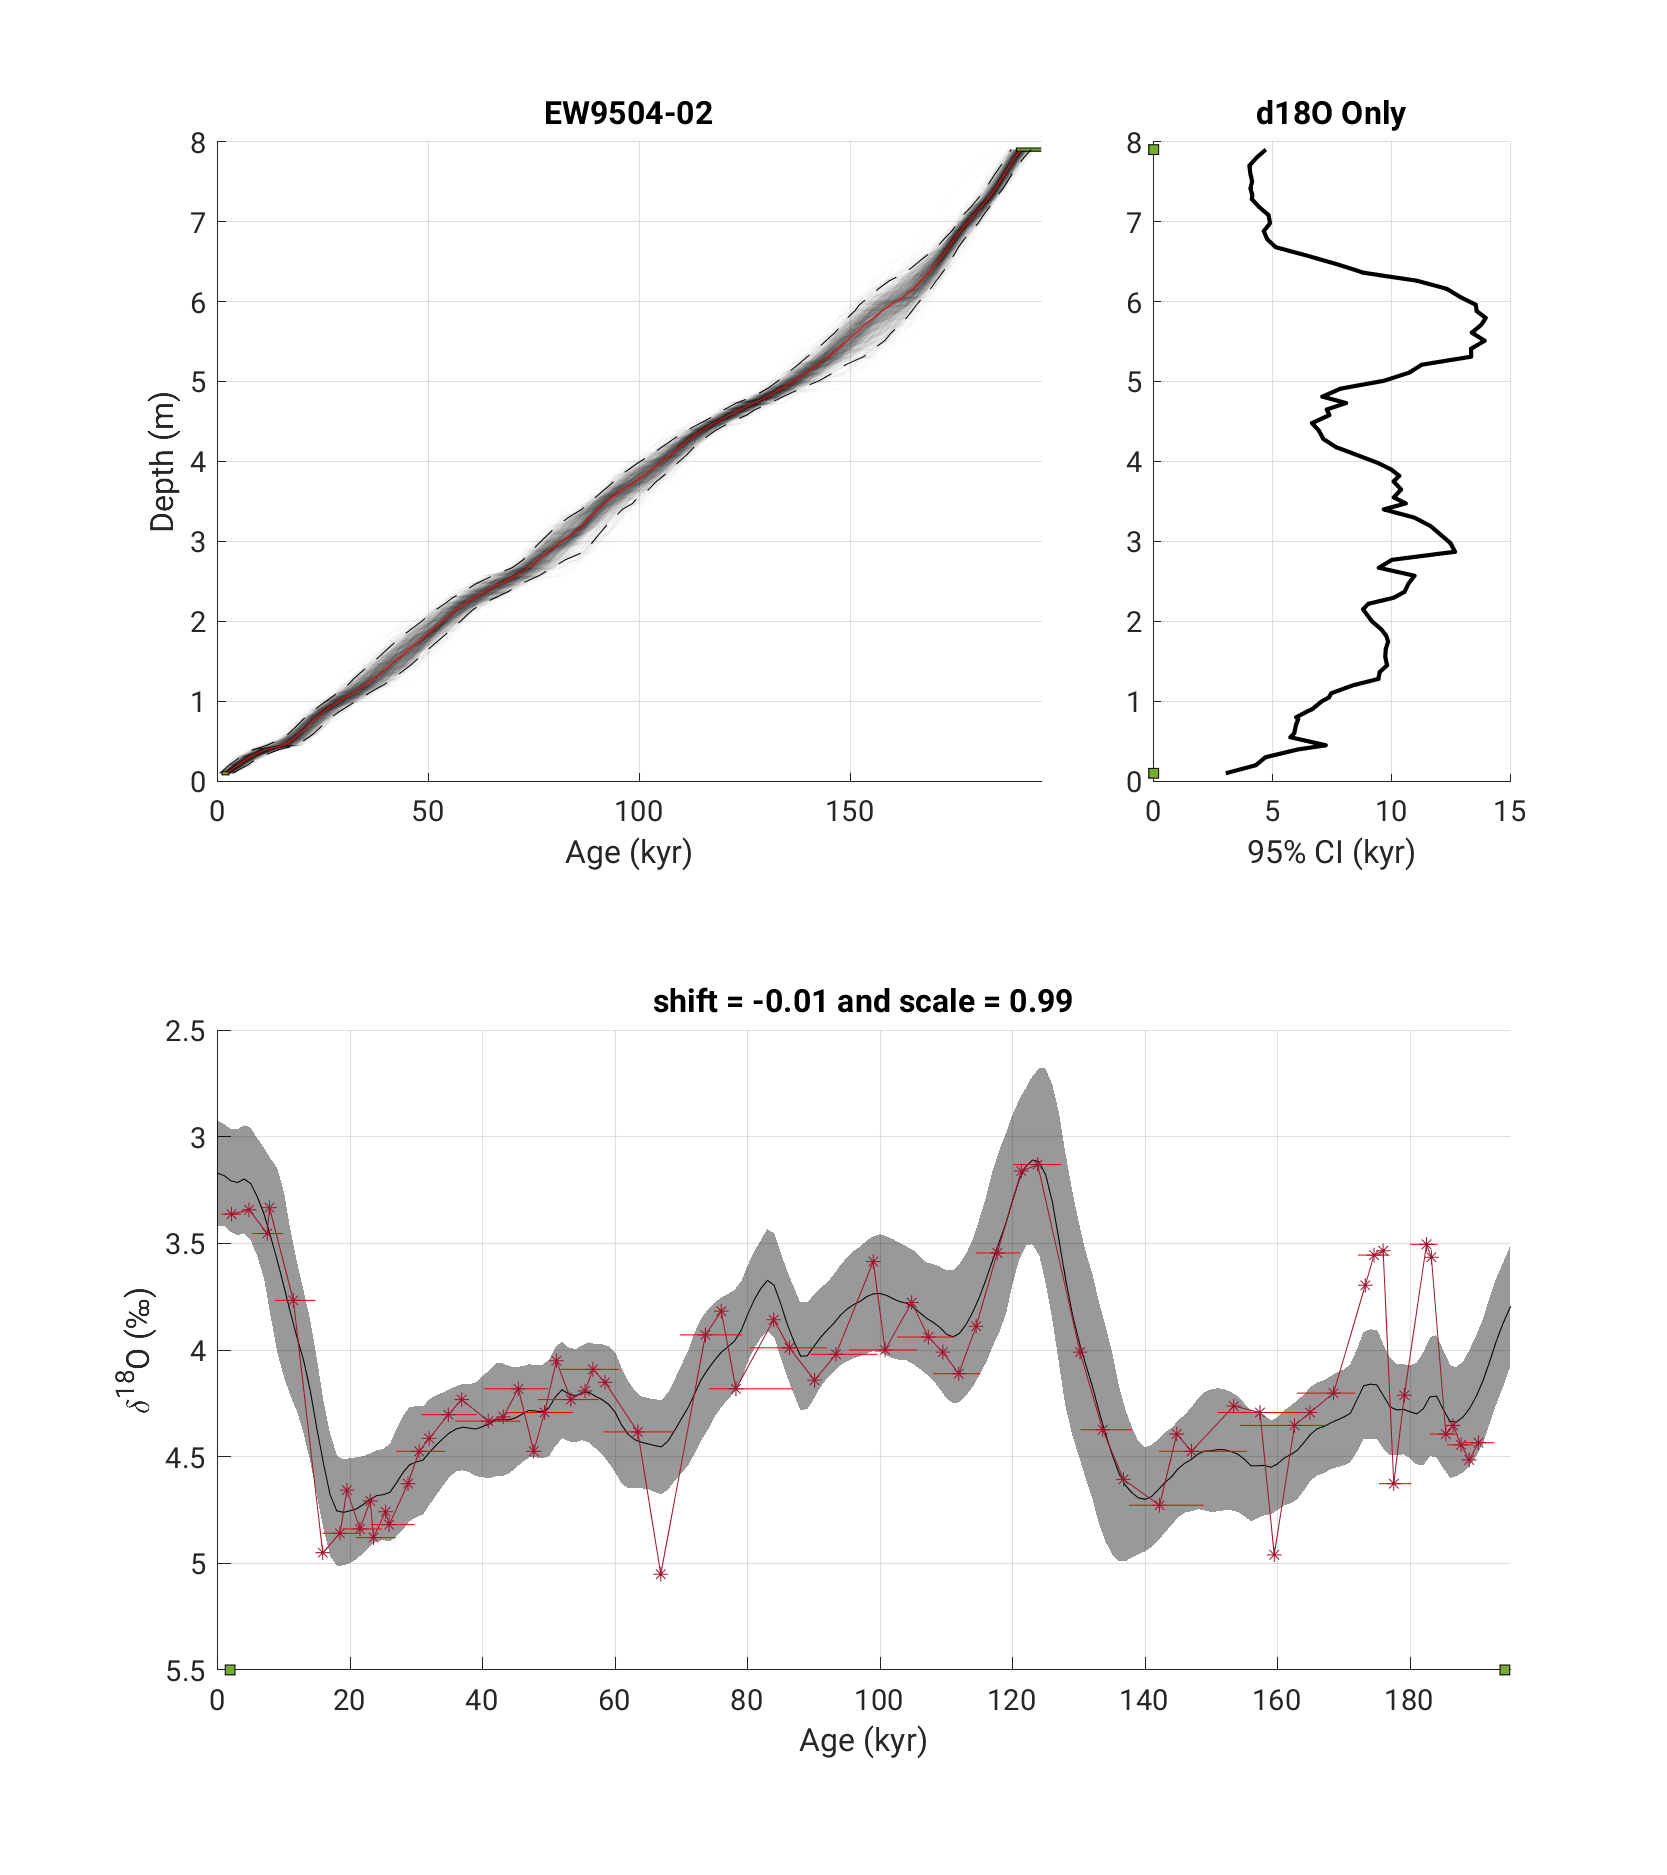 EW9504-02
d18O Only
8
7
6
5
4
3
2
1
0
Depth (m)
0 50 100 150
Age (kyr)
8
7
6
5
4
3
2
1
0
0 5 10 15
95% CI (kyr)
shift = -0.01 and scale = 0.99
2.5
3
3.5
4
4.5
5
5.5
δ18O (‰)
0 20 40 60 80 100 120 140 160 180
Age (kyr)